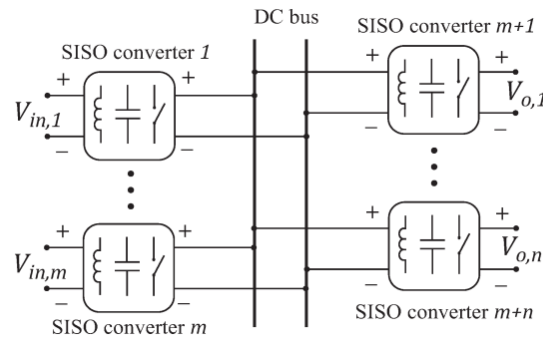 DC bus
SISO converter 1
+ +
V_{in,1}
− −
SISO converter m+1
+ +
V_{o,1}
− −
+ +
V_{in,m}
− −
SISO converter m
+ +
V_{o,n}
− −
SISO converter m+n